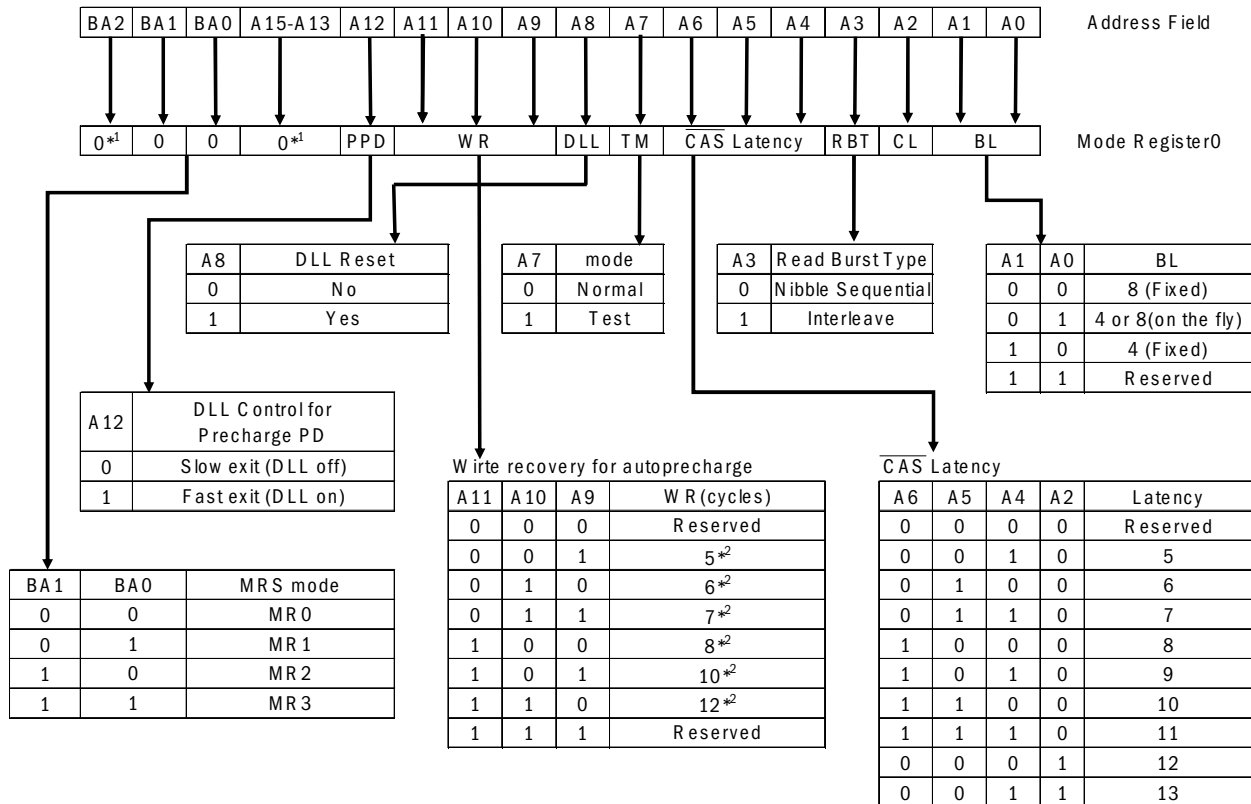 BA2 BA1 BA0 A15-A13 A12 A11 A10 A9 A8 A7 A6 A5 A4 A3 A2 A1 A0 Address Field
0*1 0 0 0*1 PPD WR DLL TM CAS Latency RBT CL BL Mode Register0
A8 DLL Reset
0 No
1 Yes
A7 mode
0 Normal
1 Test
A3 Read Burst Type
0 Nibble Sequential
1 Interleave
A1 A0 BL
0 0 8 (Fixed)
0 1 4 or 8(on the fly)
1 0 4 (Fixed)
1 1 Reserved
A12 DLL Control for
Precharge PD
0 Slow exit (DLL off)
1 Fast exit (DLL on)
Wirte recovery for autoprecharge
A11 A10 A9 WR(cycles)
0 0 0 Reserved
0 0 1 5*2
0 1 0 6*2
0 1 1 7*2
1 0 0 8*2
1 0 1 10*2
1 1 0 12*2
1 1 1 Reserved
CAS Latency
A6 A5 A4 A2 Latency
0 0 0 0 Reserved
0 0 1 0 5
0 1 0 0 6
0 1 1 0 7
1 0 0 0 8
1 0 1 0 9
1 1 0 0 10
1 1 1 0 11
0 0 0 1 12
0 0 1 1 13
BA1 BA0 MRS mode
0 0 MR0
0 1 MR1
1 0 MR2
1 1 MR3